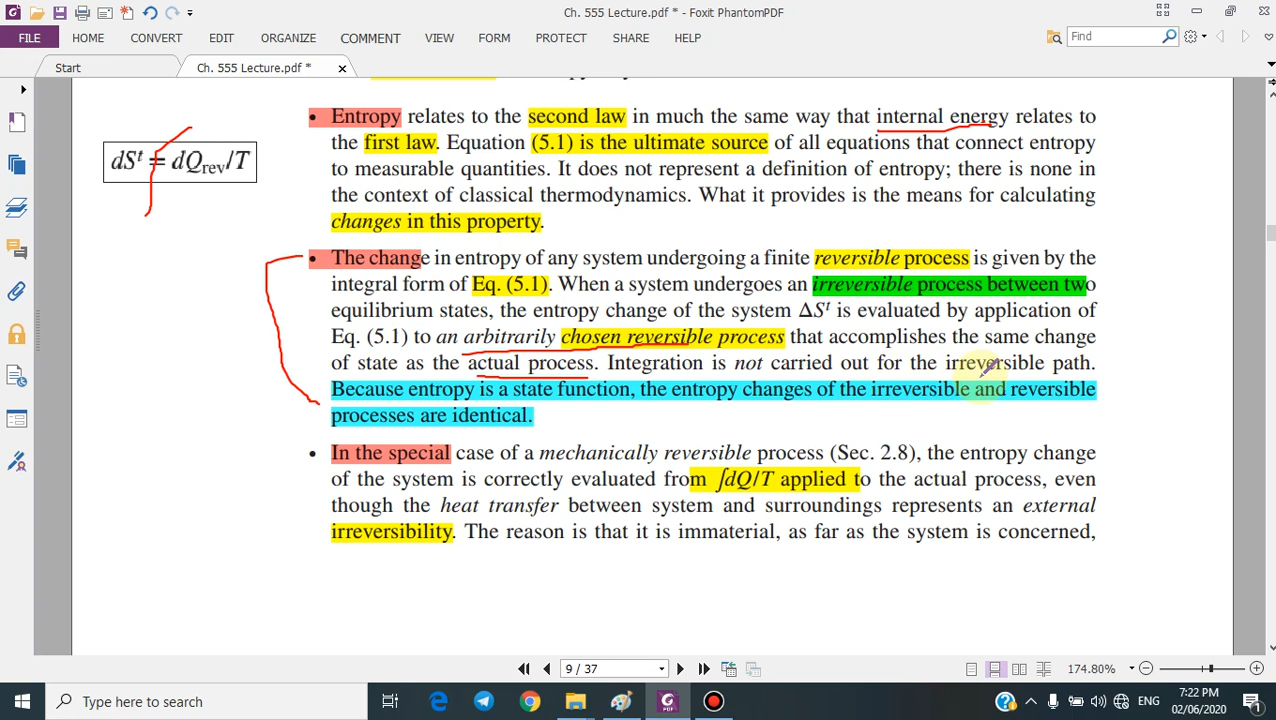 Ch. 555 Lecture.pdf * - Foxit PhantomPDF
FILE HOME CONVERT EDIT ORGANIZE COMMENT VIEW FORM PROTECT SHARE HELP Find
Start Ch. 555 Lecture.pdf *
• Entropy relates to the second law in much the same way that internal energy relates to
the first law. Equation (5.1) is the ultimate source of all equations that connect entropy
dSᵗ = dQrev/T
to measurable quantities. It does not represent a definition of entropy; there is none in
the context of classical thermodynamics. What it provides is the means for calculating
changes in this property.
• The change in entropy of any system undergoing a finite reversible process is given by the
integral form of Eq. (5.1). When a system undergoes an irreversible process between two
equilibrium states, the entropy change of the system ΔSᵗ is evaluated by application of
Eq. (5.1) to an arbitrarily chosen reversible process that accomplishes the same change
of state as the actual process. Integration is not carried out for the irreversible path.
Because entropy is a state function, the entropy changes of the irreversible and reversible
processes are identical.
• In the special case of a mechanically reversible process (Sec. 2.8), the entropy change
of the system is correctly evaluated from ∫dQ/T applied to the actual process, even
though the heat transfer between system and surroundings represents an external
irreversibility. The reason is that it is immaterial, as far as the system is concerned,
9 / 37 174.80%
Type here to search ENG 7:22 PM
02/06/2020